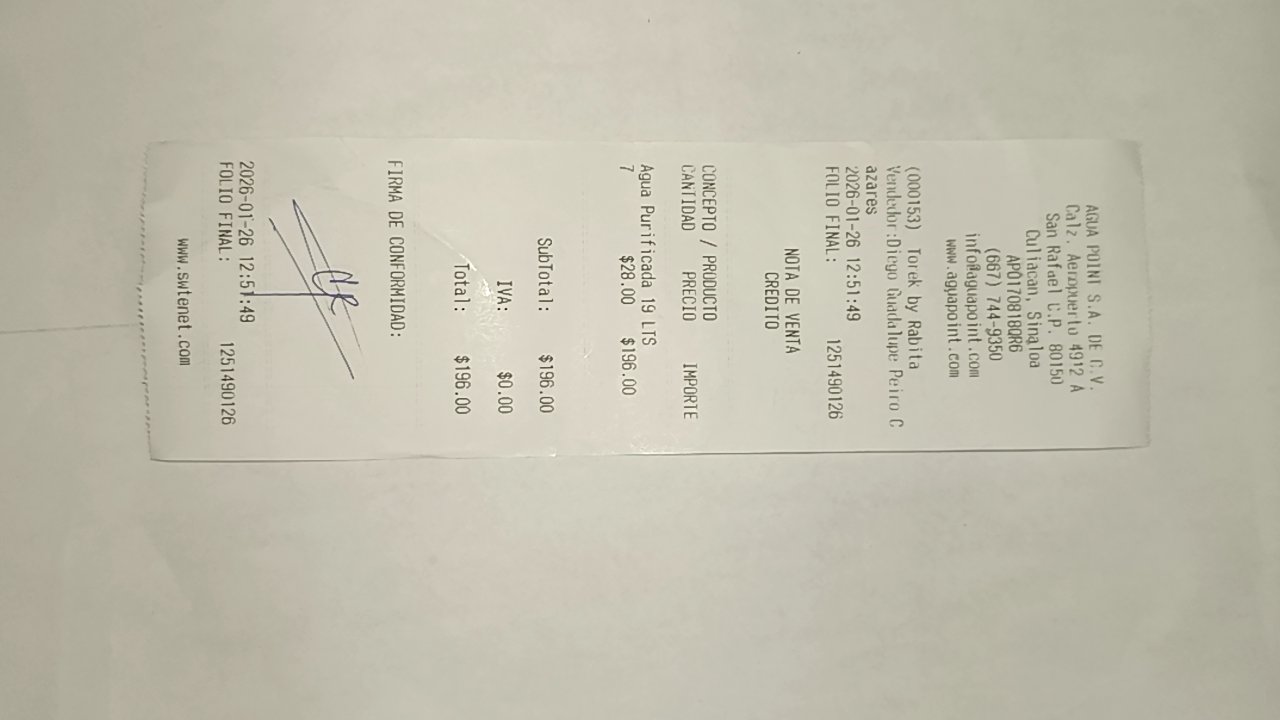 AGUA POINT S.A. DE C.V.
Calz. Aeropuerto 4912 A
San Rafael C.P. 80150
Culiacan, Sinaloa
APO170818QR6
(667) 744-9350
info@aguapoint.com
www.aguapoint.com
(000153) Torek by Rabita
Vendedor:Diego Guadalupe Peiro C
azares
2026-01-26 12:51:49
FOLIO FINAL: 1251490126
NOTA DE VENTA
CREDITO
CONCEPTO / PRODUCTO
CANTIDAD PRECIO IMPORTE
Agua Purificada 19 LTS
7 $28.00 $196.00
SubTotal: $196.00
IVA: $0.00
Total: $196.00
FIRMA DE CONFORMIDAD:
2026-01-26 12:51:49
FOLIO FINAL: 1251490126
www.swtenet.com